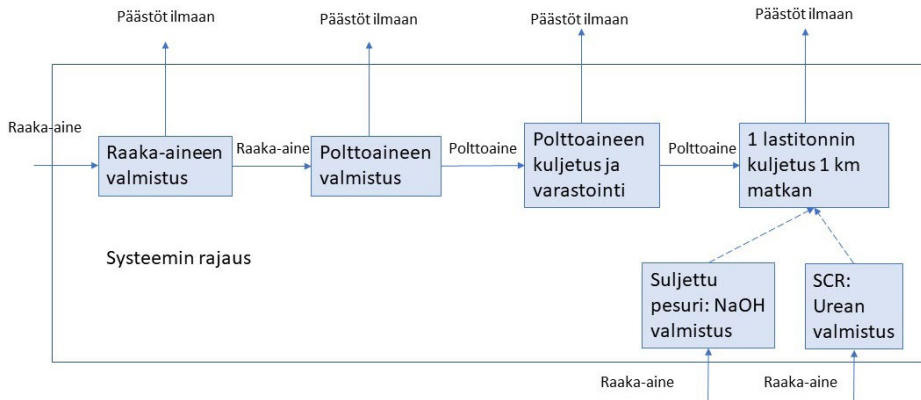 Päästöt ilmaan
Päästöt ilmaan
Päästöt ilmaan
Päästöt ilmaan
Raaka-aine
Raaka-aineen
valmistus
Raaka-aine
Polttoaineen
valmistus
Polttoaine
Polttoaineen
kuljetus ja
varastointi
Polttoaine
1 lastitonnin
kuljetus 1 km
matkan
Systeemin rajaus
Suljettu
pesuri: NaOH
valmistus
SCR:
Urean
valmistus
Raaka-aine
Raaka-aine